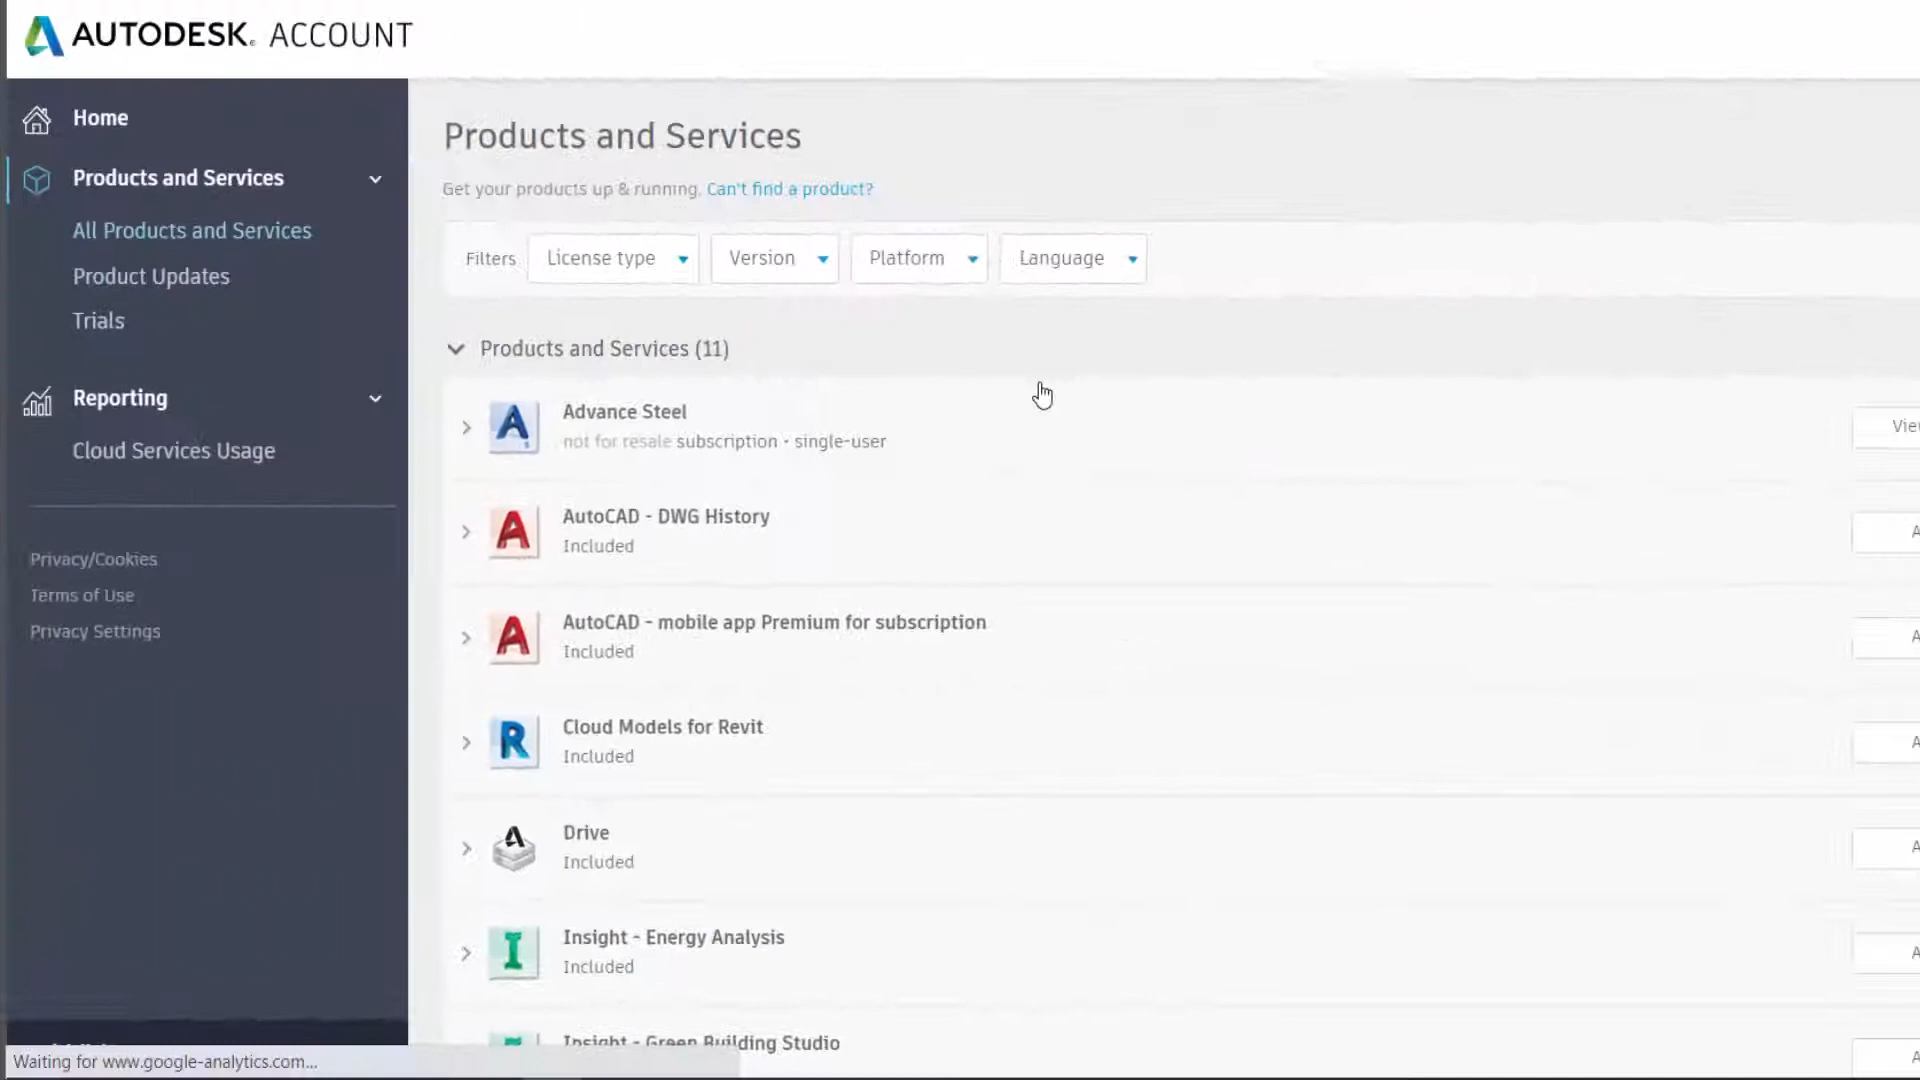 AUTODESK. ACCOUNT
Home
Products and Services
All Products and Services
Product Updates
Trials
Reporting
Cloud Services Usage
Privacy/Cookies
Terms of Use
Privacy Settings
Products and Services
Get your products up & running. Can't find a product?
Filters License type Version Platform Language
Products and Services (11)
Advance Steel
not for resale subscription - single-user
AutoCAD - DWG History
Included
AutoCAD - mobile app Premium for subscription
Included
Cloud Models for Revit
Included
Drive
Included
Insight - Energy Analysis
Included
Insight - Green Building Studio
Waiting for www.google-analytics.com...